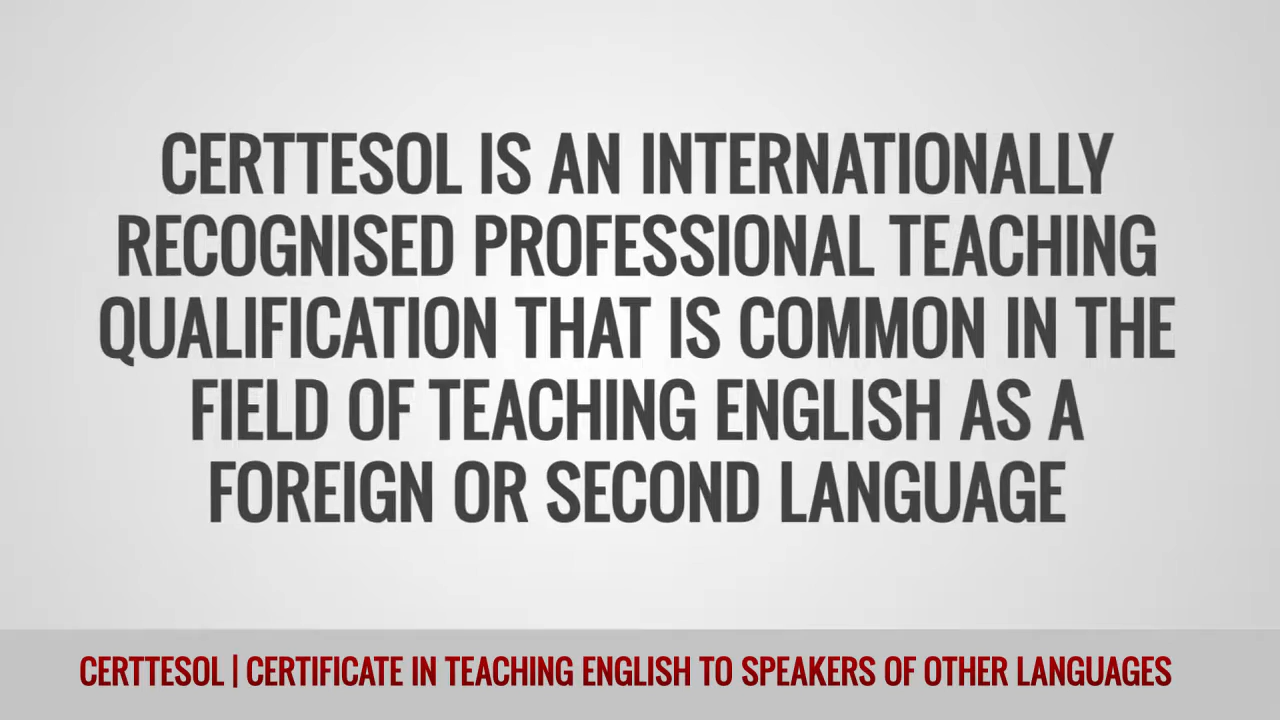 CERTTESOL IS AN INTERNATIONALLY
RECOGNISED PROFESSIONAL TEACHING
QUALIFICATION THAT IS COMMON IN THE
FIELD OF TEACHING ENGLISH AS A
FOREIGN OR SECOND LANGUAGE
CERTTESOL | CERTIFICATE IN TEACHING ENGLISH TO SPEAKERS OF OTHER LANGUAGES